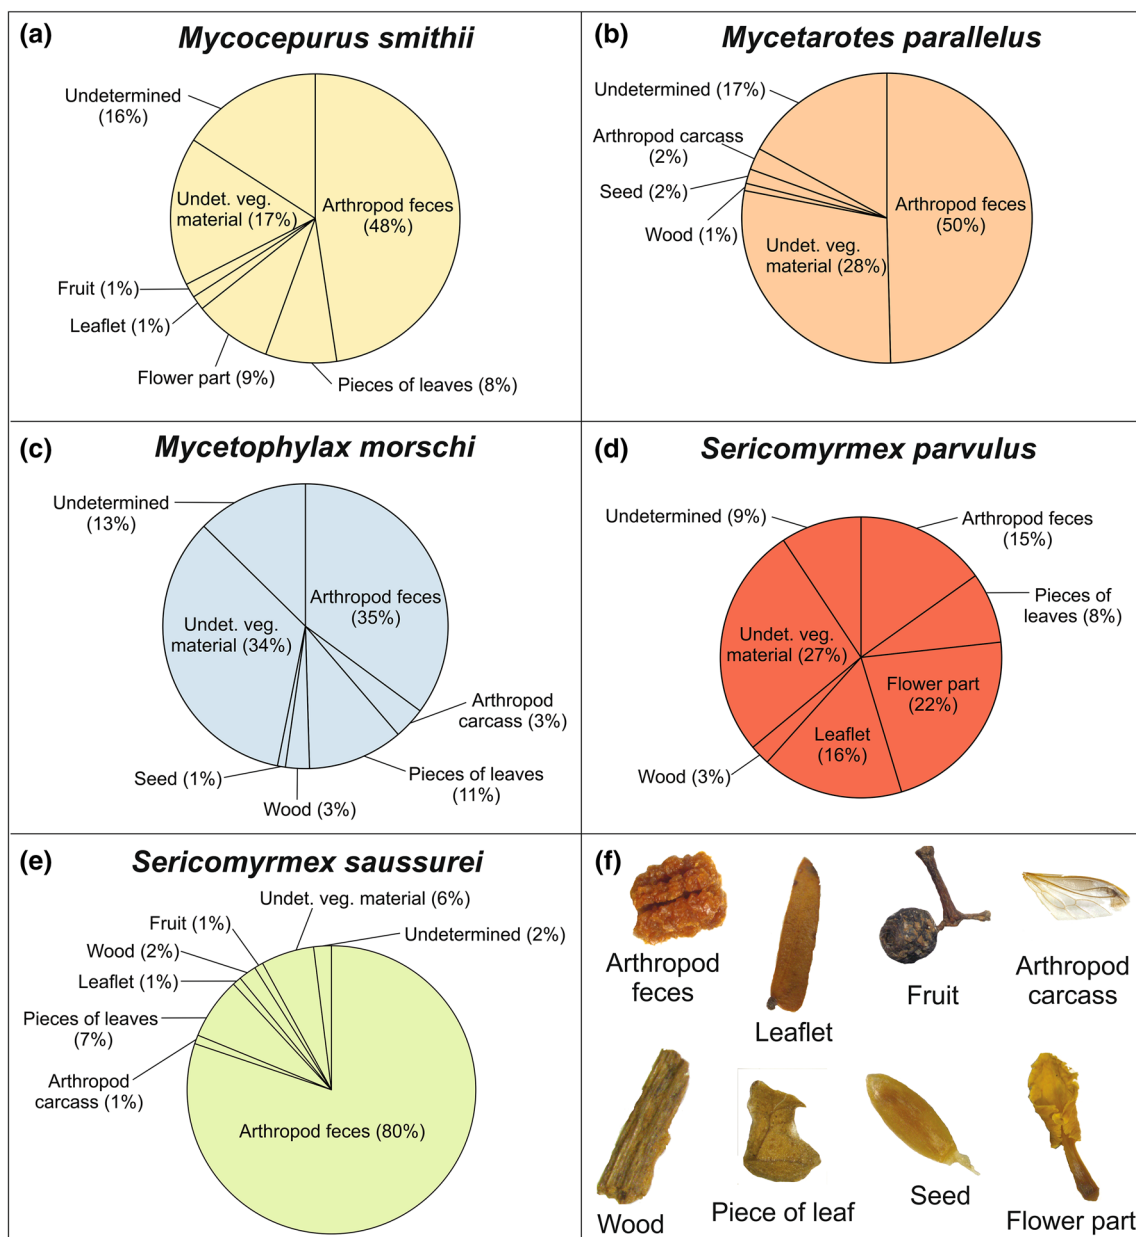 (a)
Mycocepurus smithii
Undetermined
(16%)
Undet. veg.
material (17%)
Arthropod feces
(48%)
Fruit (1%)
Leaflet (1%)
Flower part (9%)
Pieces of leaves (8%)
(b)
Mycetarotes parallelus
Undetermined (17%)
Arthropod carcass
(2%)
Seed (2%)
Wood (1%)
Arthropod feces
(50%)
Undet. veg.
material (28%)
(c)
Mycetophylax morschi
Undetermined
(13%)
Arthropod feces
(35%)
Undet. veg.
material (34%)
Arthropod
carcass (3%)
Seed (1%)
Wood (3%)
Pieces of leaves
(11%)
(d)
Sericomyrmex parvulus
Undetermined (9%)
Arthropod feces
(15%)
Pieces of
leaves (8%)
Undet. veg.
material (27%)
Flower part
(22%)
Leaflet
(16%)
Wood (3%)
(e)
Sericomyrmex saussurei
Undet. veg. material (6%)
Fruit (1%)
Undetermined (2%)
Wood (2%)
Leaflet (1%)
Pieces of leaves
(7%)
Arthropod
carcass (1%)
Arthropod feces (80%)
(f)
Arthropod
feces
Leaflet
Fruit
Arthropod
carcass
Wood
Piece of leaf
Seed
Flower part